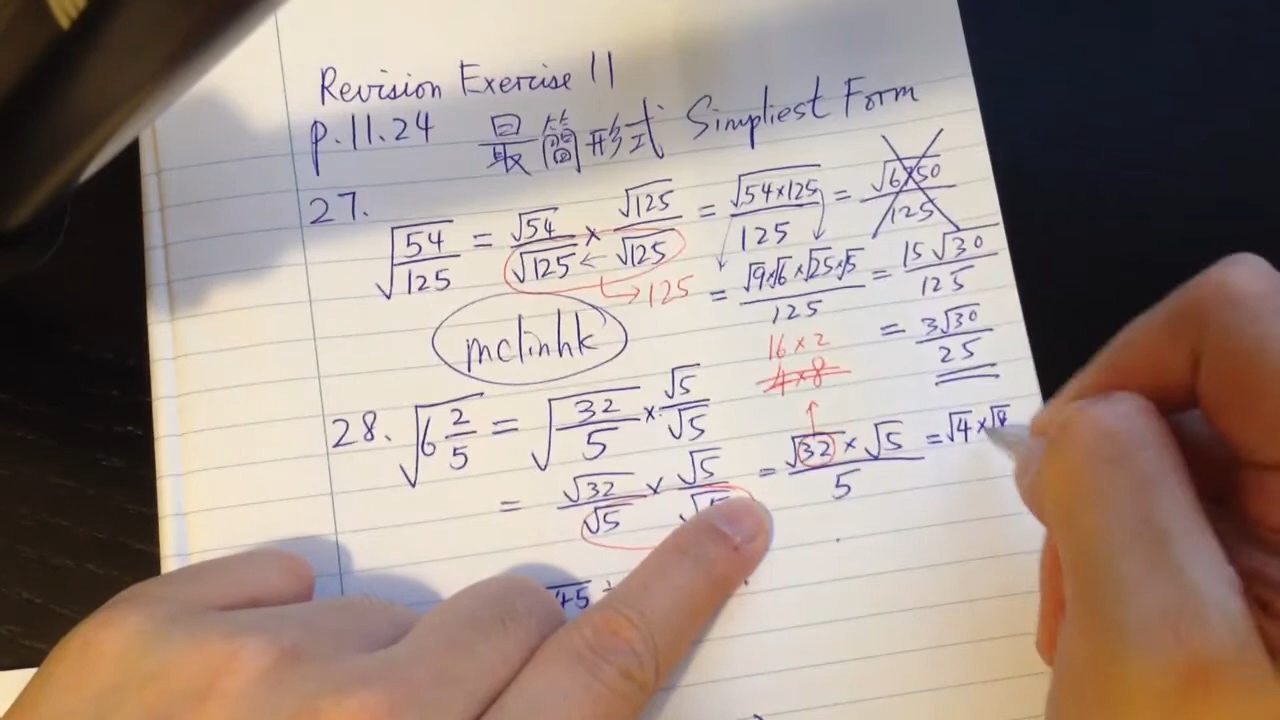 Revision Exercise 11
p.11.24 最簡形式 Simpliest Form
27.
√(54/125) = √54/√125 × √125/√125 = √(54×125)/125 = √6750/125
→125 = √9×√6×√25×√5/125 = 15√30/125
= 3√30/25
mclinhk
16×2
4×8
28. √(6 2/5) = √(32/5) × √5/√5
= √32/√5 × √5/√5 = √32 × √5/5 = √4 × √8
45 ÷